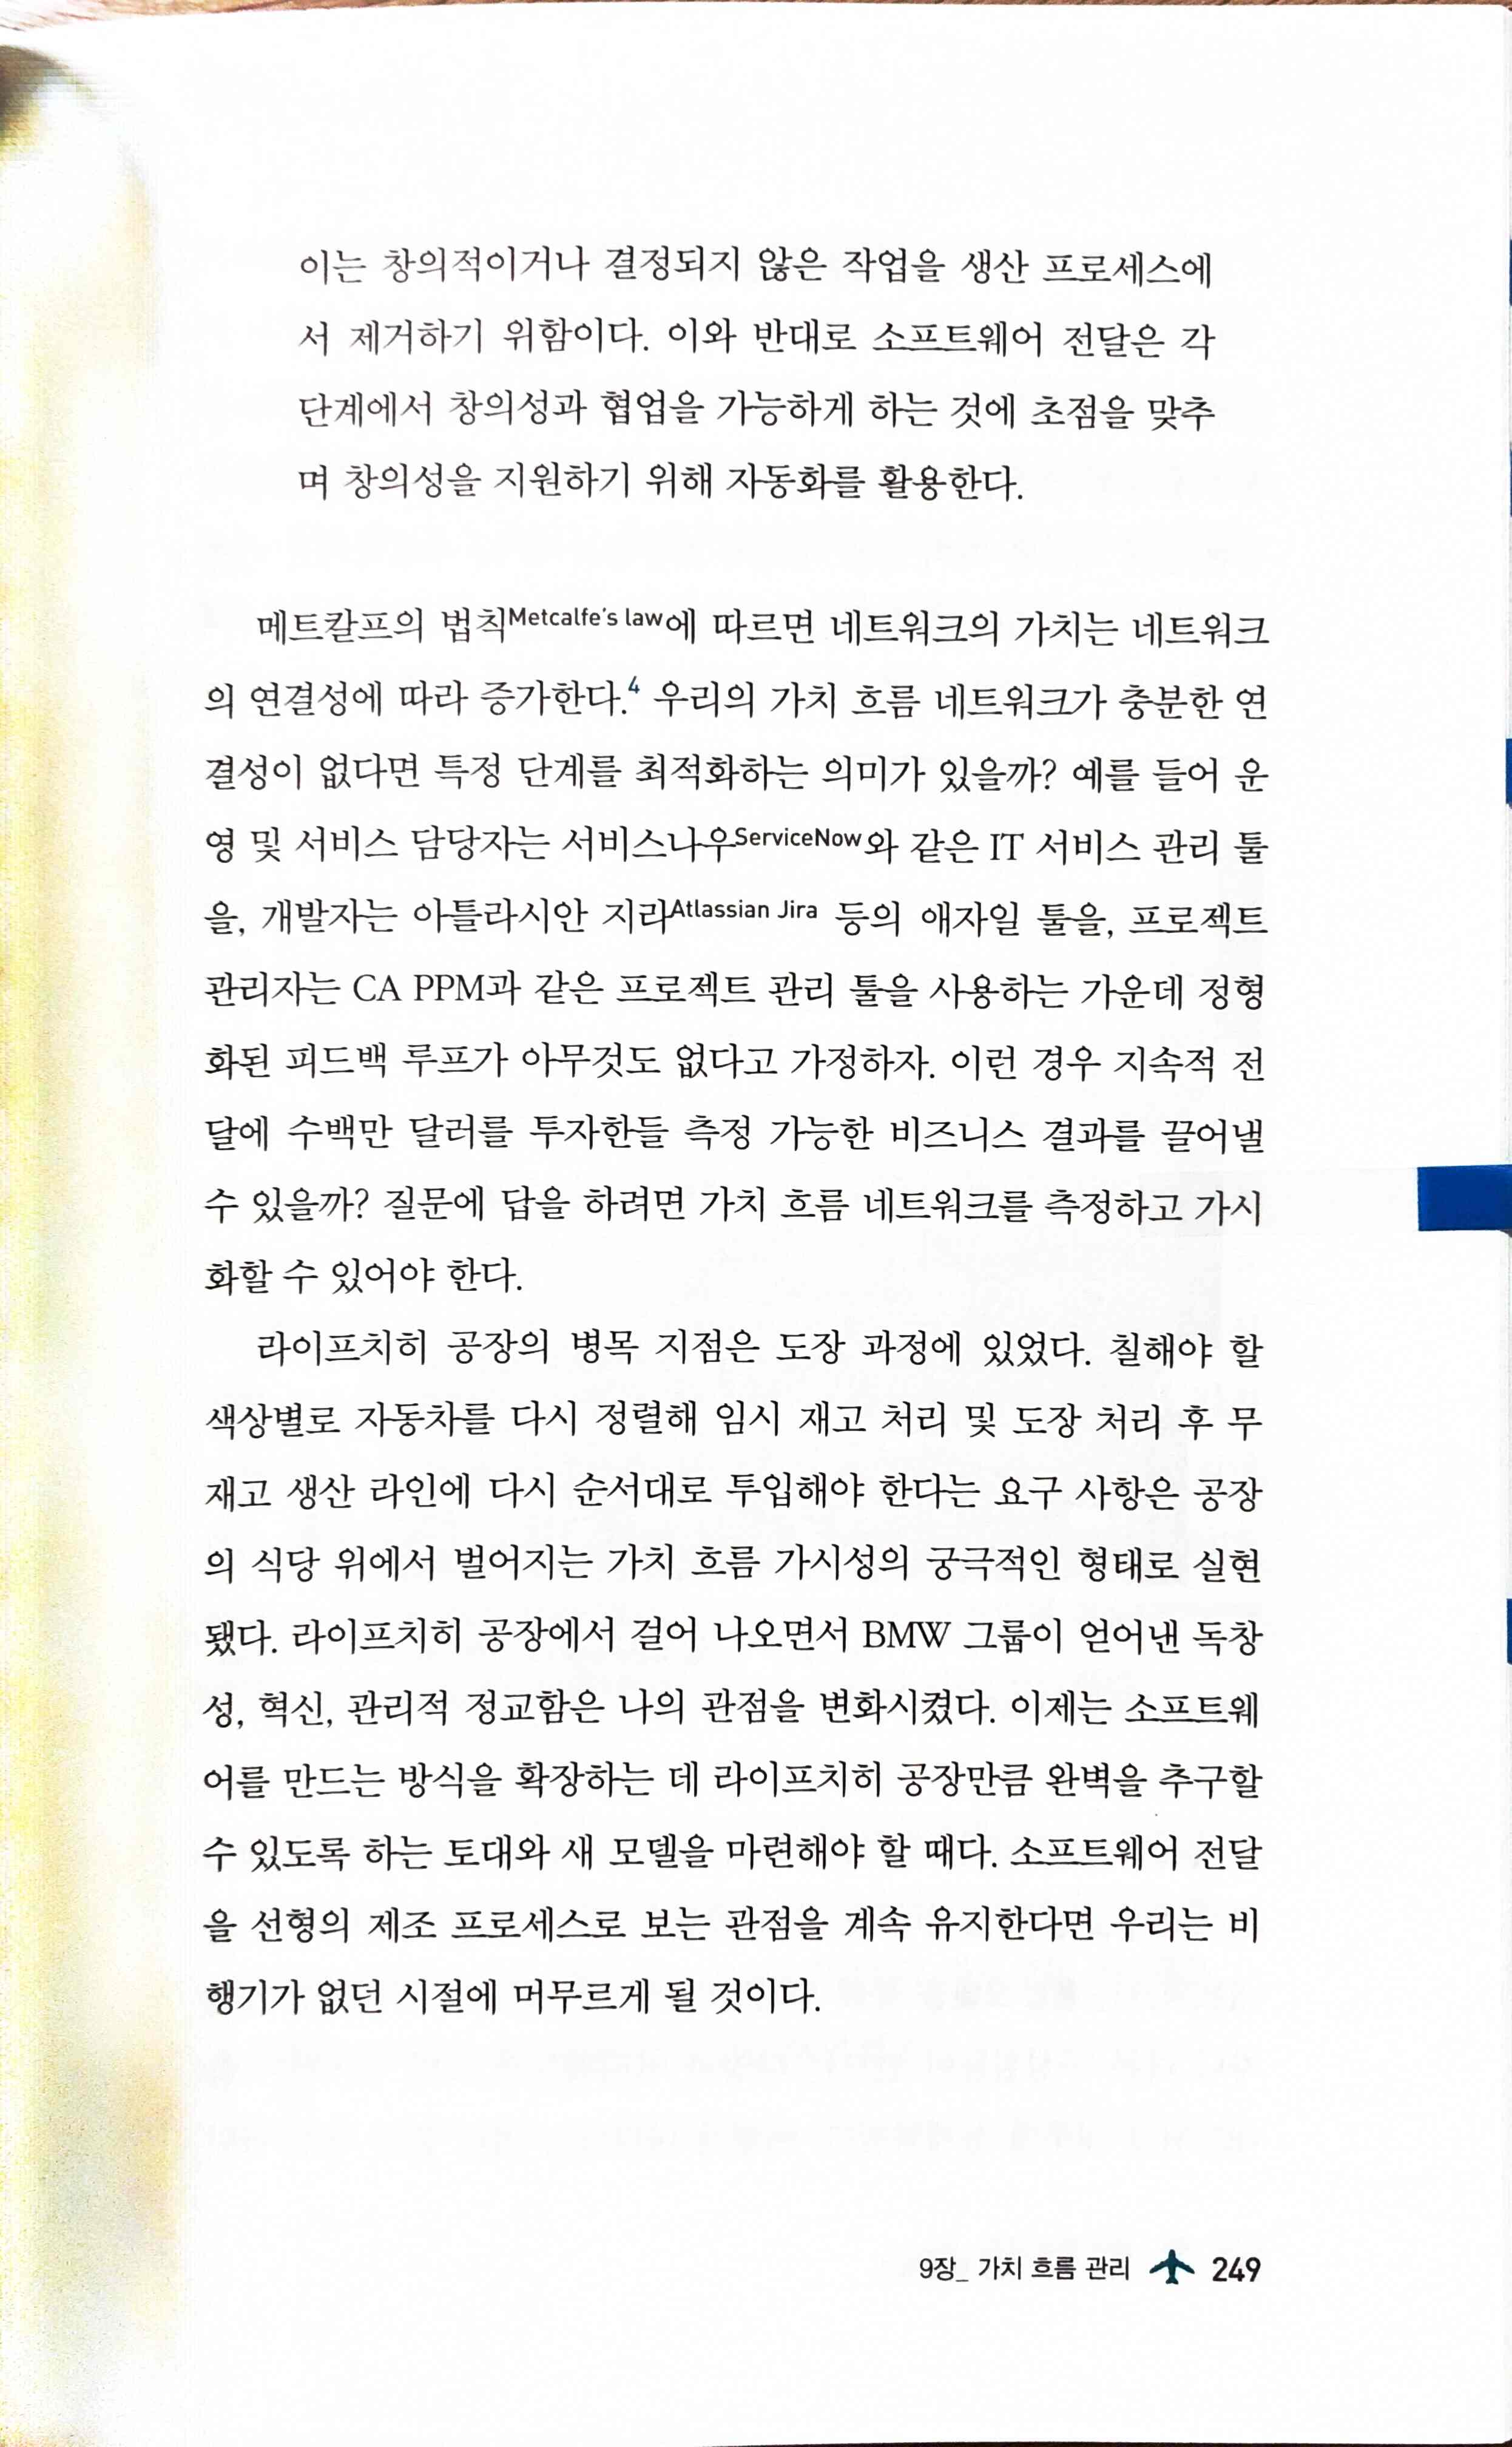 이는 창의적이거나 결정되지 않은 작업을 생산 프로세스에
서 제거하기 위함이다. 이와 반대로 소프트웨어 전달은 각
단계에서 창의성과 협업을 가능하게 하는 것에 초점을 맞추
며 창의성을 지원하기 위해 자동화를 활용한다.
메트칼프의 법칙Metcalfe's law에 따르면 네트워크의 가치는 네트워크
의 연결성에 따라 증가한다.4 우리의 가치 흐름 네트워크가 충분한 연
결성이 없다면 특정 단계를 최적화하는 의미가 있을까? 예를 들어 운
영 및 서비스 담당자는 서비스나우ServiceNow와 같은 IT 서비스 관리 툴
을, 개발자는 아틀라시안 지라Atlassian Jira 등의 애자일 툴을, 프로젝트
관리자는 CA PPM과 같은 프로젝트 관리 툴을 사용하는 가운데 정형
화된 피드백 루프가 아무것도 없다고 가정하자. 이런 경우 지속적 전
달에 수백만 달러를 투자한들 측정 가능한 비즈니스 결과를 끌어낼
수 있을까? 질문에 답을 하려면 가치 흐름 네트워크를 측정하고 가시
화할 수 있어야 한다.
라이프치히 공장의 병목 지점은 도장 과정에 있었다. 칠해야 할
색상별로 자동차를 다시 정렬해 임시 재고 처리 및 도장 처리 후 무
재고 생산 라인에 다시 순서대로 투입해야 한다는 요구 사항은 공장
의 식당 위에서 벌어지는 가치 흐름 가시성의 궁극적인 형태로 실현
됐다. 라이프치히 공장에서 걸어 나오면서 BMW 그룹이 얻어낸 독창
성, 혁신, 관리적 정교함은 나의 관점을 변화시켰다. 이제는 소프트웨
어를 만드는 방식을 확장하는 데 라이프치히 공장만큼 완벽을 추구할
수 있도록 하는 토대와 새 모델을 마련해야 할 때다. 소프트웨어 전달
을 선형의 제조 프로세스로 보는 관점을 계속 유지한다면 우리는 비
행기가 없던 시절에 머무르게 될 것이다.
9장_ 가치 흐름 관리 249